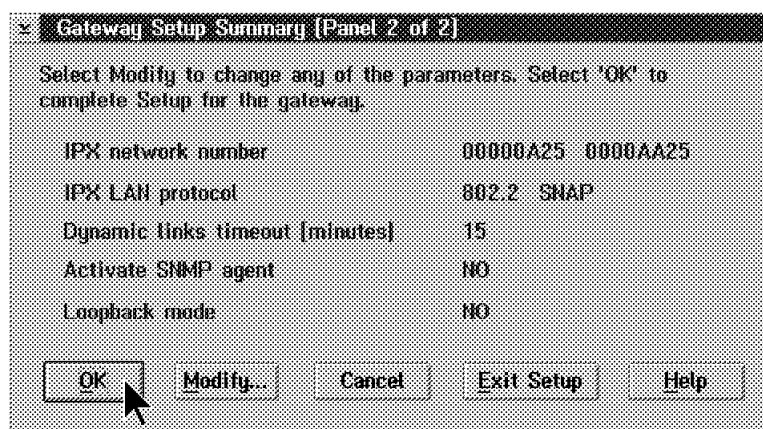 Gateway Setup Summary (Panel 2 of 2)
Select Modify to change any of the parameters. Select 'OK' to
complete Setup for the gateway.
IPX network number 00000A25 0000AA25
IPX LAN protocol 802.2 SNAP
Dynamic links timeout (minutes) 15
Activate SNMP agent NO
Loopback mode NO
OK Modify... Cancel Exit Setup Help